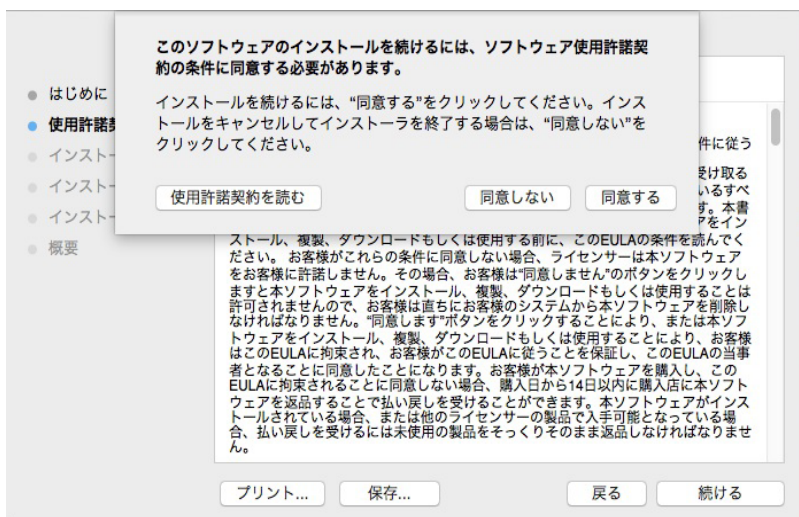 このソフトウェアのインストールを続けるには、ソフトウェア使用許諾契
約の条件に同意する必要があります。
インストールを続けるには、“同意する”をクリックしてください。インス
トールをキャンセルしてインストーラを終了する場合は、“同意しない”を
クリックしてください。
使用許諾契約を読む
同意しない
同意する
はじめに
使用許諾
インストー
インストー
インストー
概要
件に従う
受け取る
いるすべ
す。本書
アをイン
ストール、複製、ダウンロードもしくは使用する前に、このEULAの条件を読んでく
ださい。 お客様がこれらの条件に同意しない場合、ライセンサーは本ソフトウェア
をお客様に許諾しません。その場合、お客様は“同意しません”のボタンをクリックし
ますと本ソフトウェアをインストール、複製、ダウンロードもしくは使用することは
許可されませんので、お客様は直ちにお客様のシステムから本ソフトウェアを削除し
なければなりません。“同意します”ボタンをクリックすることにより、または本ソフ
トウェアをインストール、複製、ダウンロードもしくは使用することにより、お客様
はこのEULAに拘束され、お客様がこのEULAに従うことを保証し、このEULAの当事
者となることに同意したことになります。お客様が本ソフトウェアを購入し、この
EULAに拘束されることに同意しない場合、購入日から14日以内に購入店に本ソフト
ウェアを返品することで払い戻しを受けることができます。本ソフトウェアがインス
トールされている場合、または他のライセンサーの製品で入手可能となっている場
合、払い戻しを受けるには未使用の製品をそっくりそのまま返品しなければなりませ
ん。
プリント...
保存...
戻る
続ける